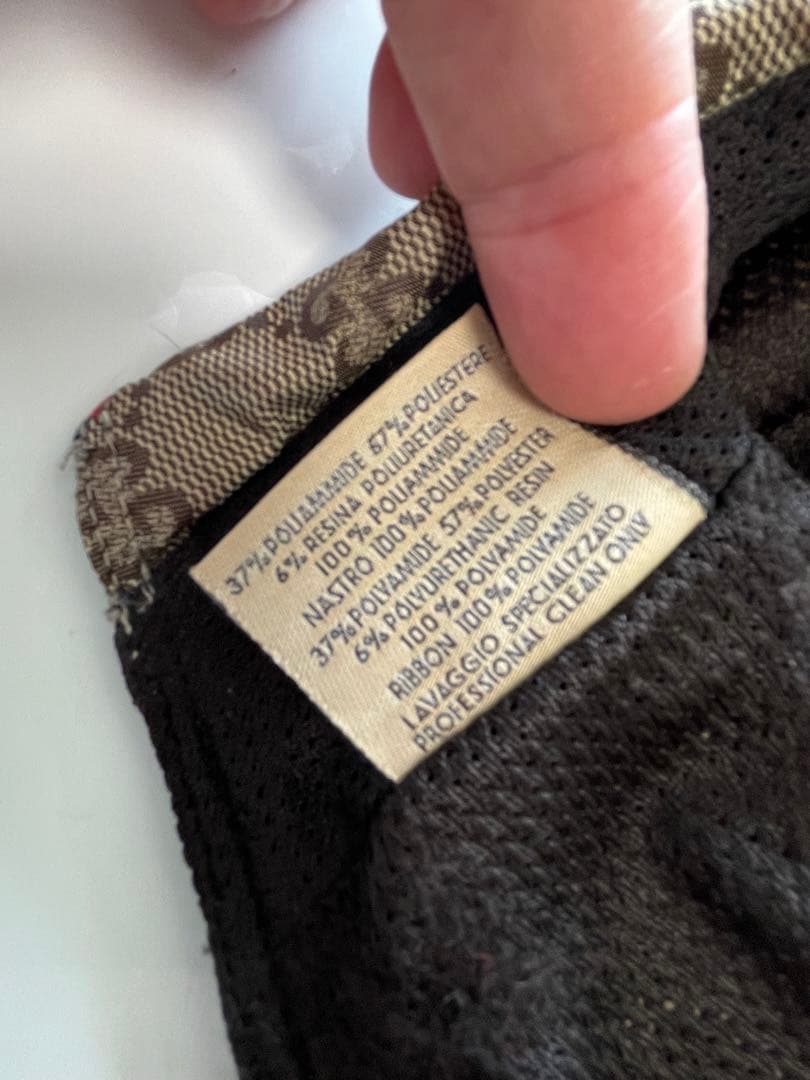 37% POLIAMMIDE 57% POLIESTERE
6% RESINA POLIURETANICA
100% POLIAMMIDE
NASTRO 100% POLIAMMIDE
37% POLYAMIDE 57% POLYESTER
6% POLYURETHANIC RESIN
100% POLYAMIDE
RIBBON 100% POLYAMIDE
LAVAGGIO SPECIALIZZATO
PROFESSIONAL CLEAN ONLY